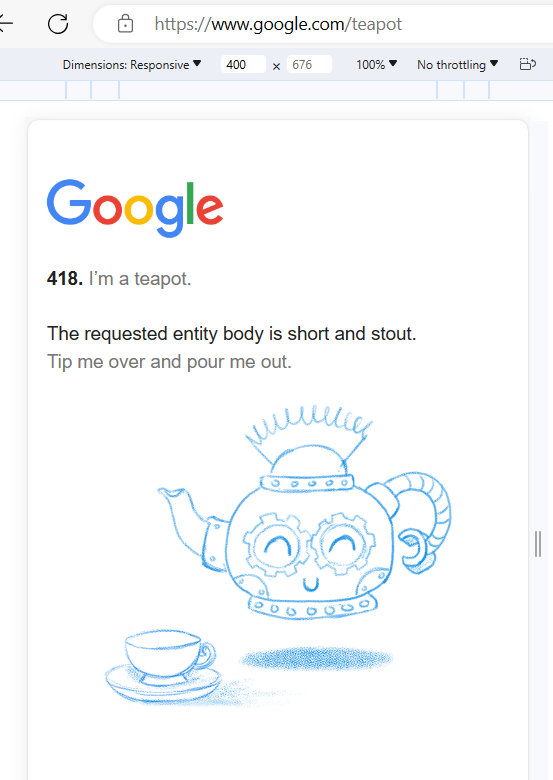 https://www.google.com/teapot
Dimensions: Responsive ▼ 400 × 676 100% ▼ No throttling ▼
Google
418. I’m a teapot.
The requested entity body is short and stout.
Tip me over and pour me out.